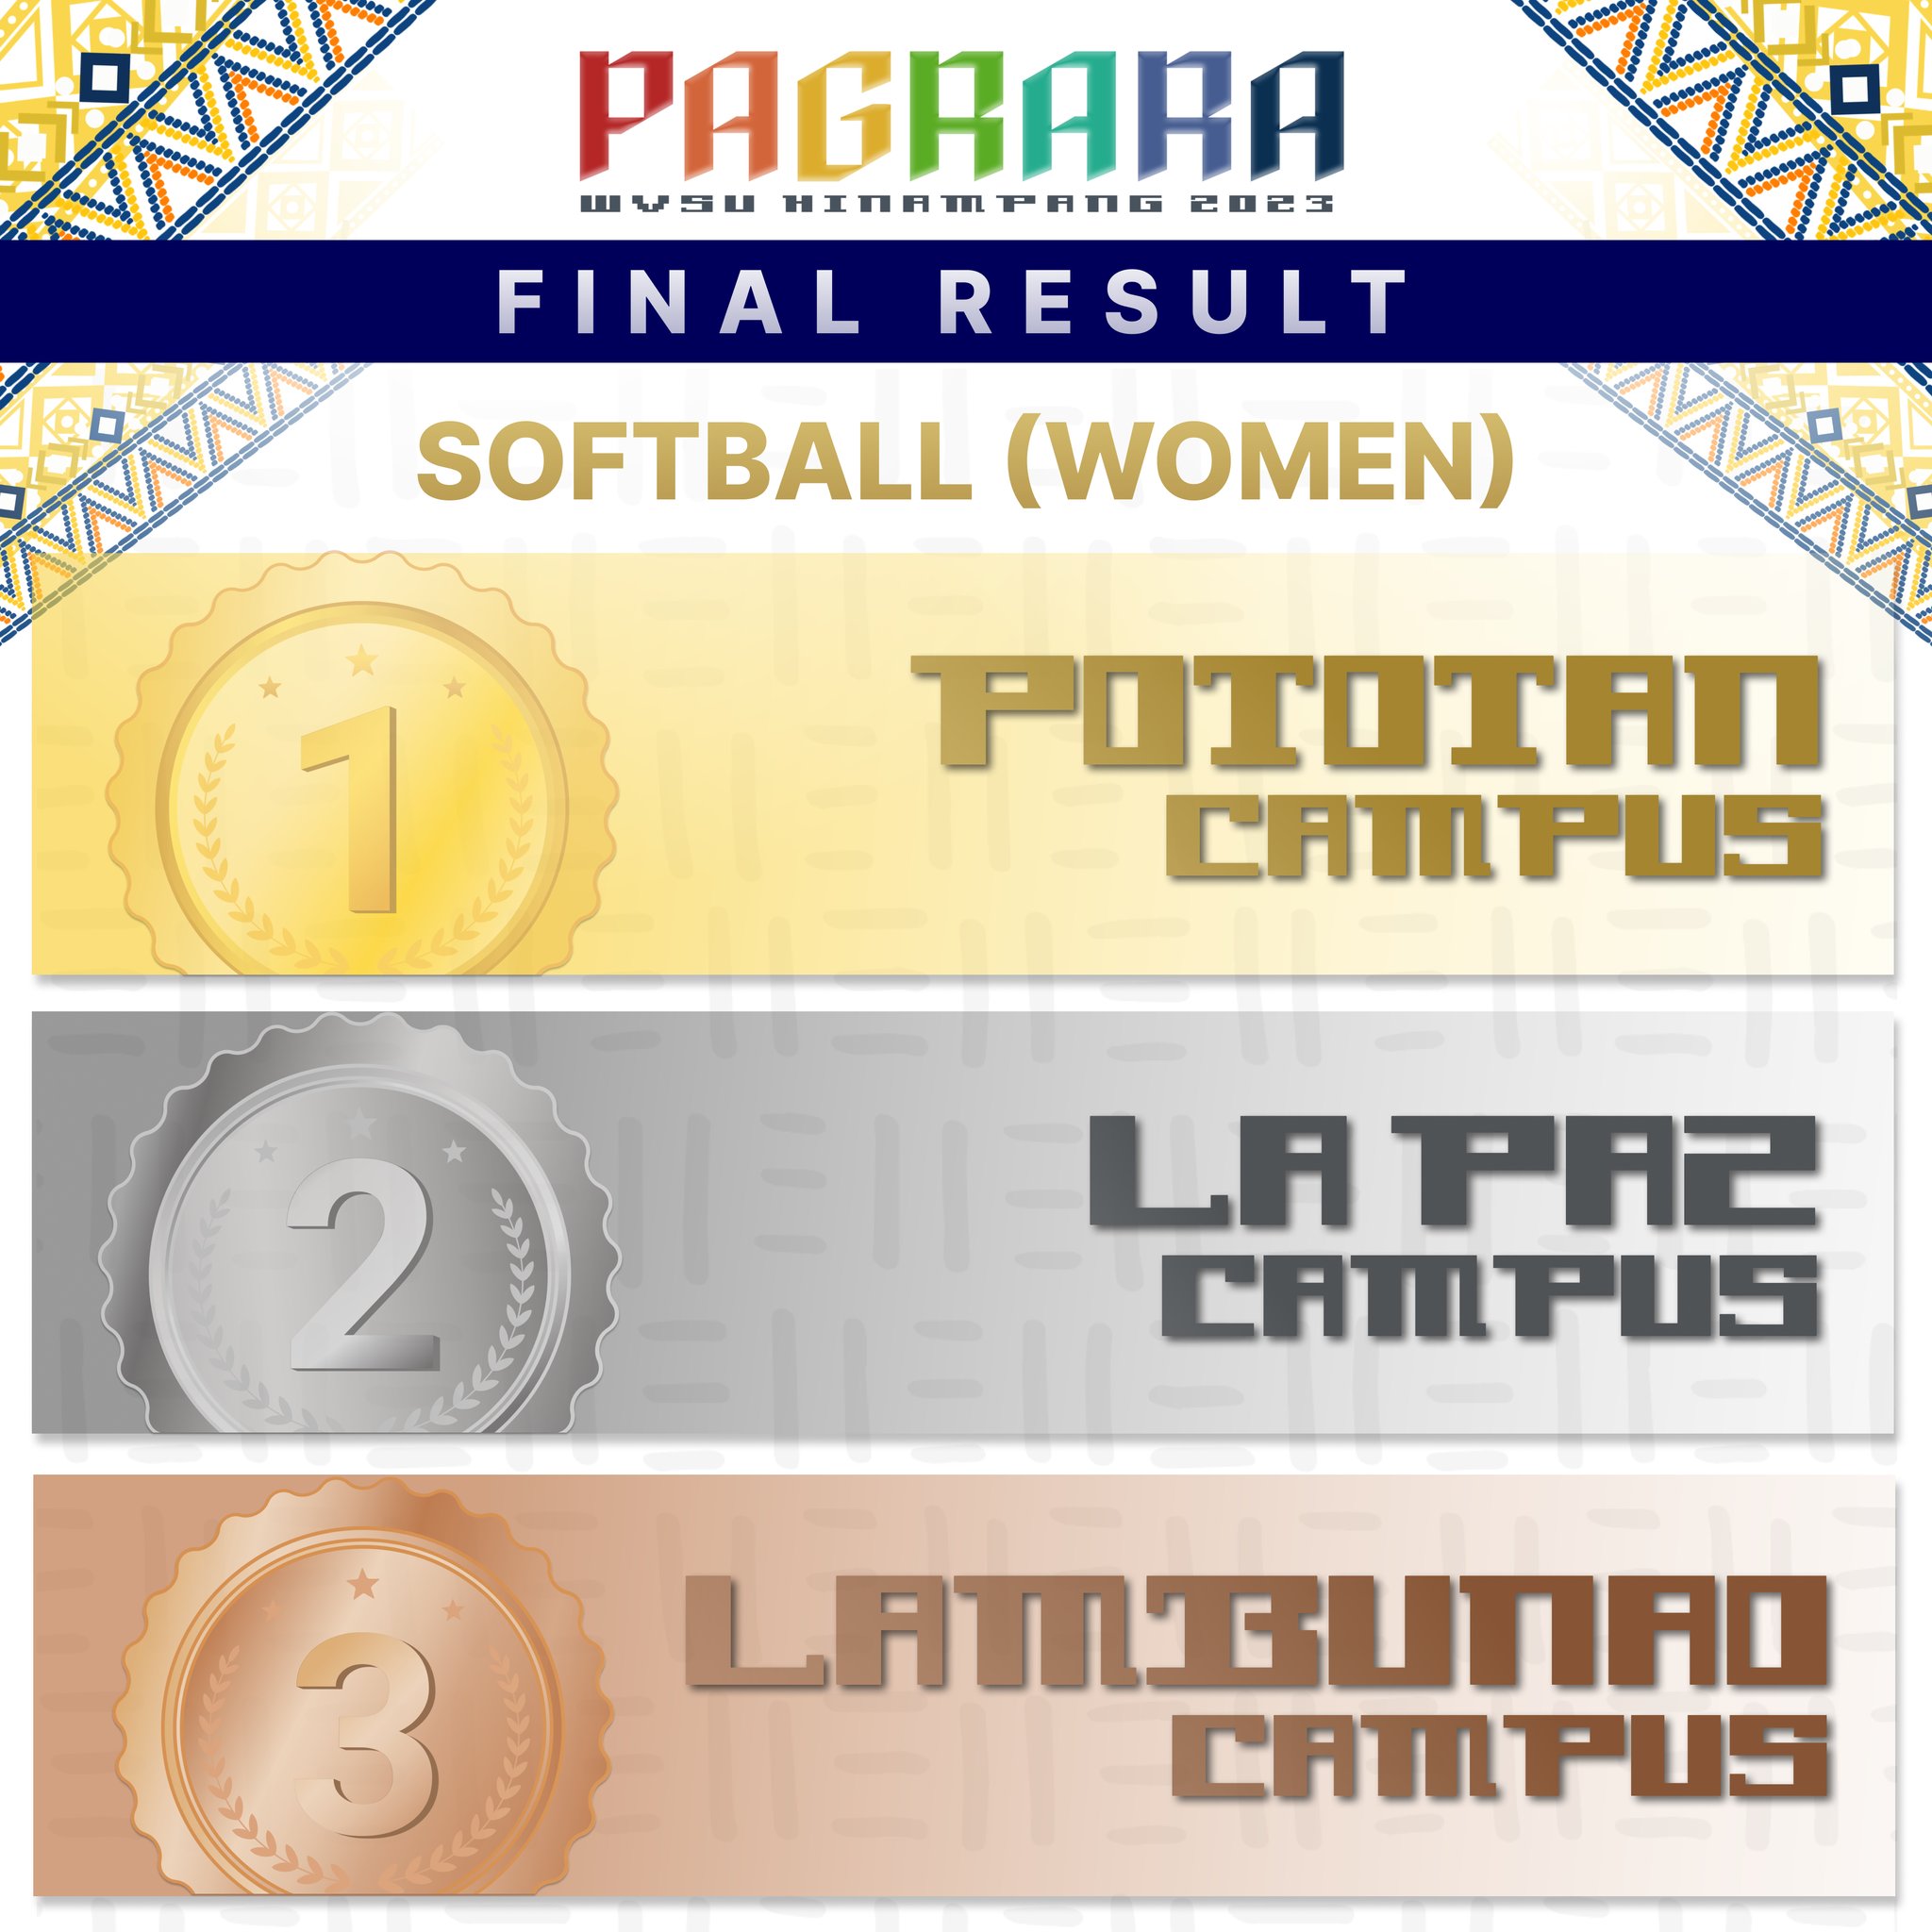 PAGRARA
WVSU HINAMPANG 2023
FINAL RESULT
SOFTBALL (WOMEN)
1
POTOTAN
CAMPUS
2
LA PAZ
CAMPUS
3
LAMBUNAO
CAMPUS